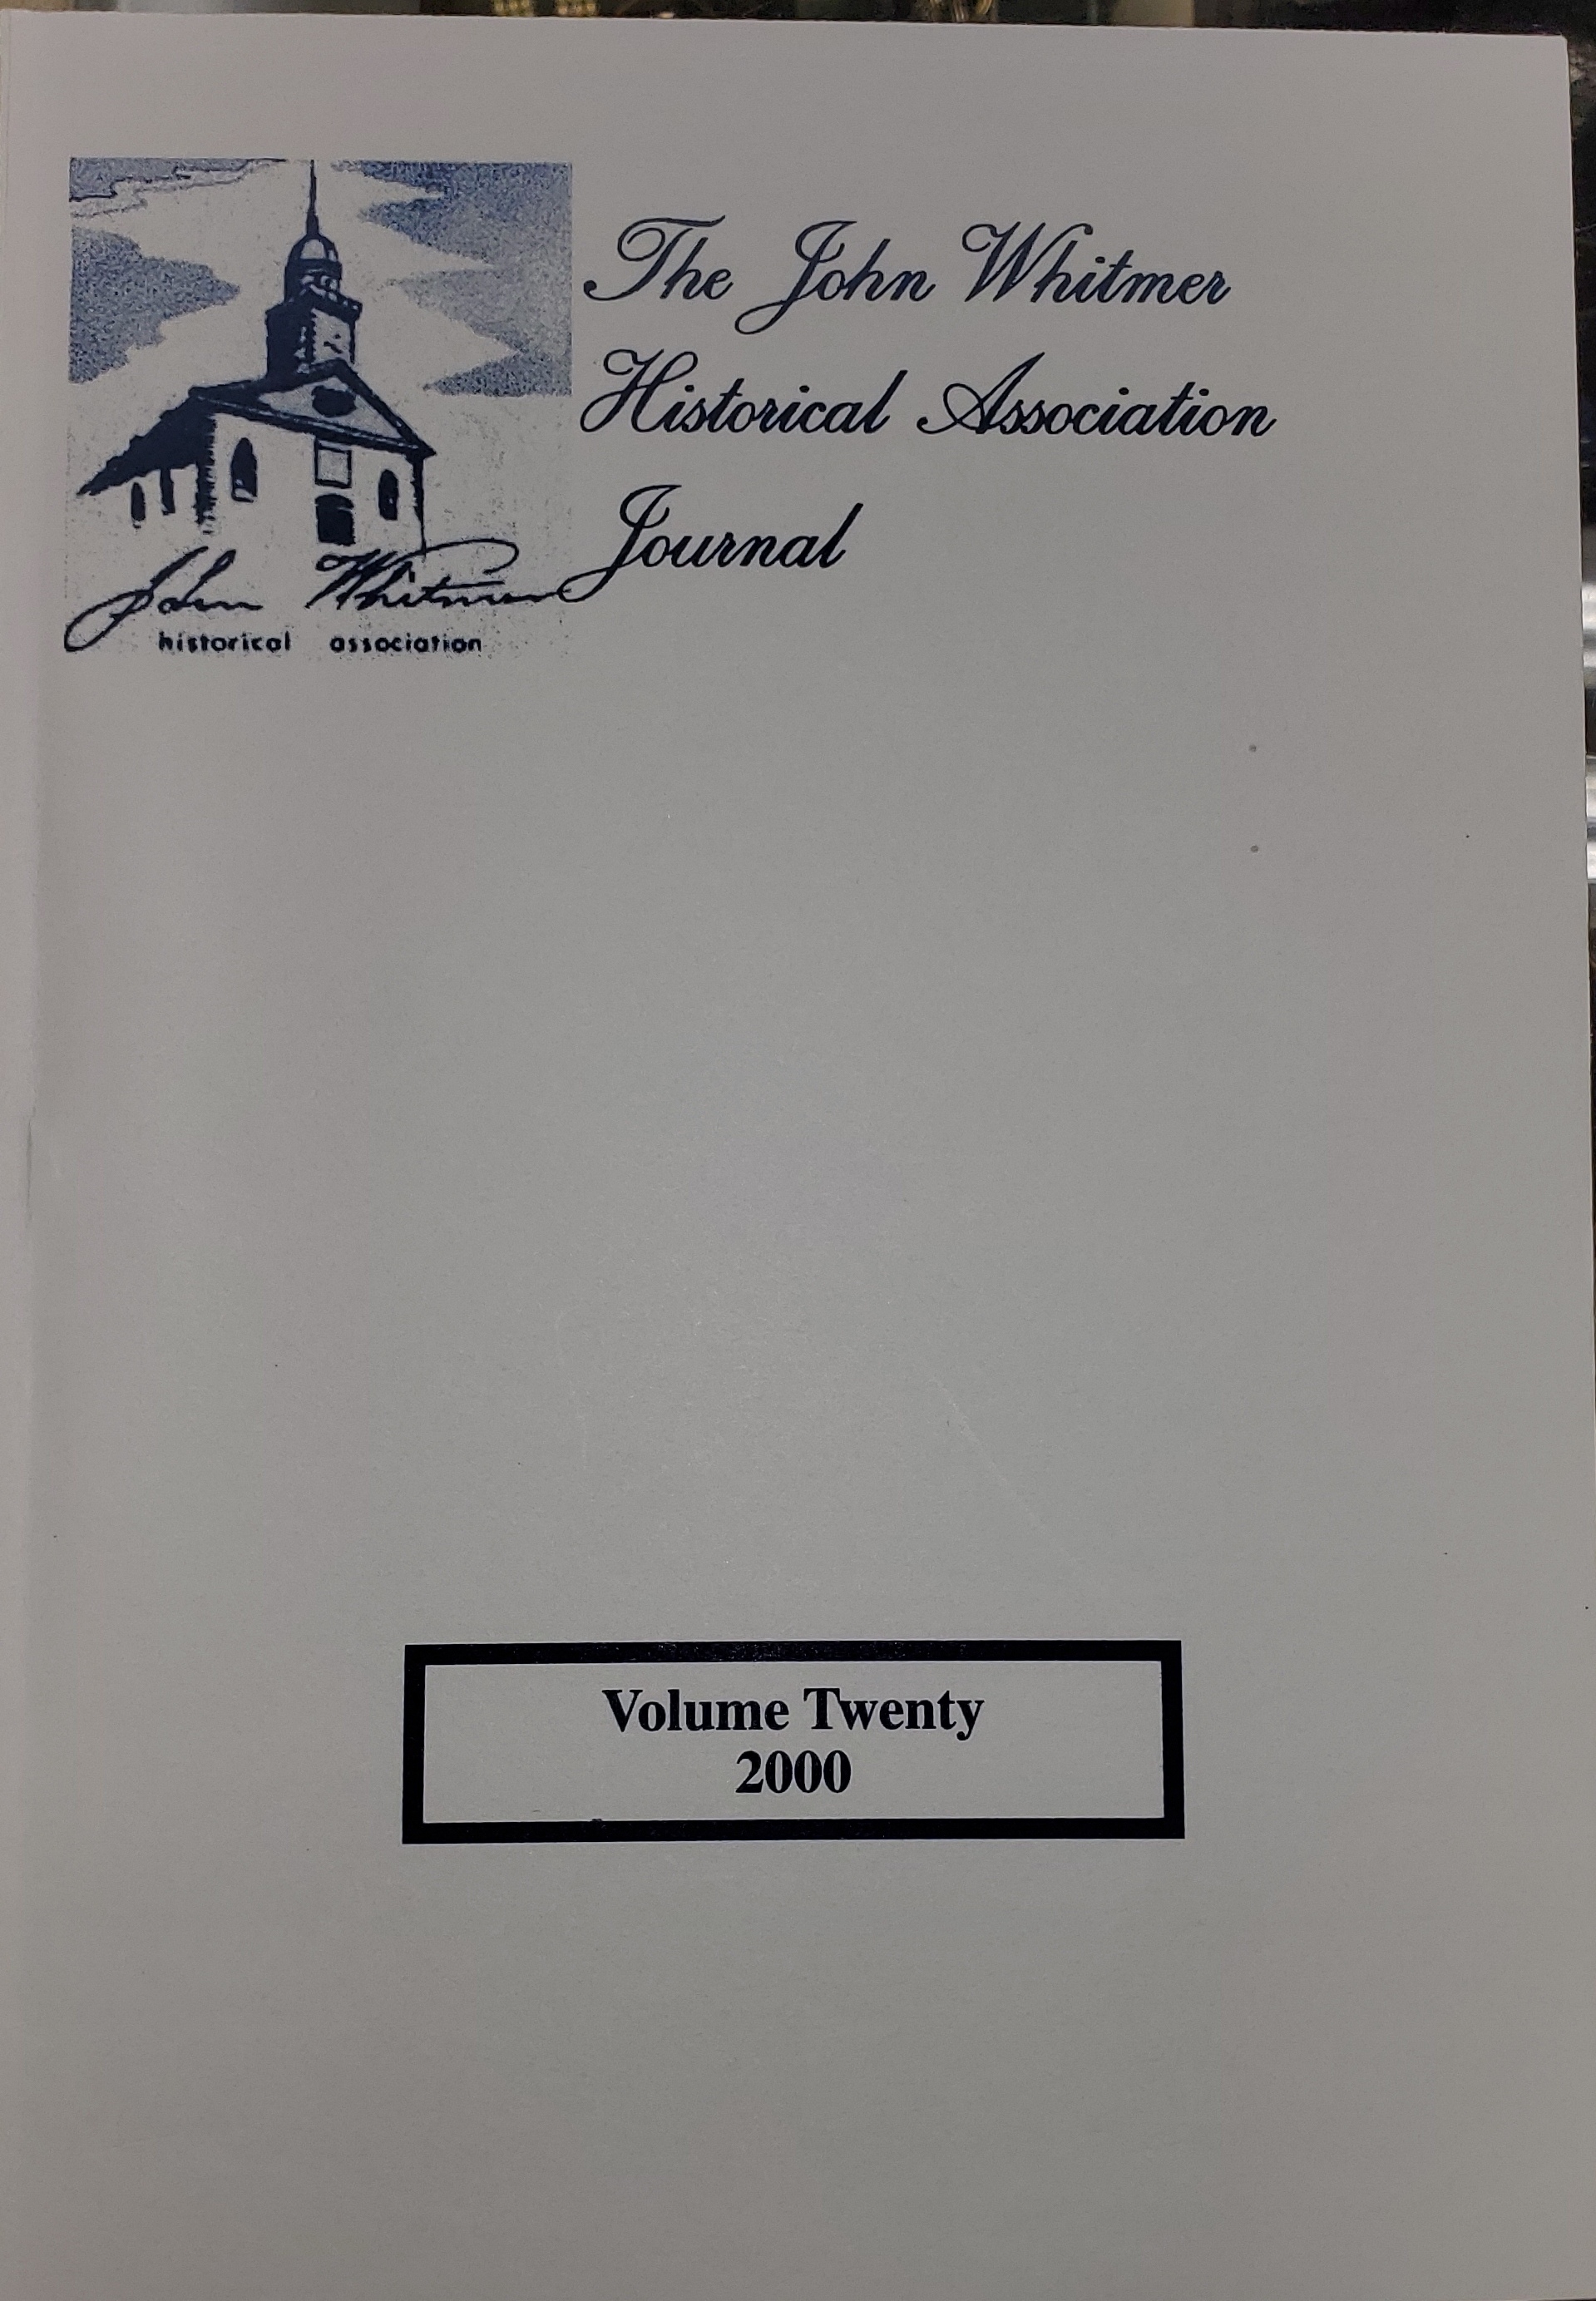 The John Whitmer
Historical Association
Journal
John Whitmer
historical association
Volume Twenty
2000